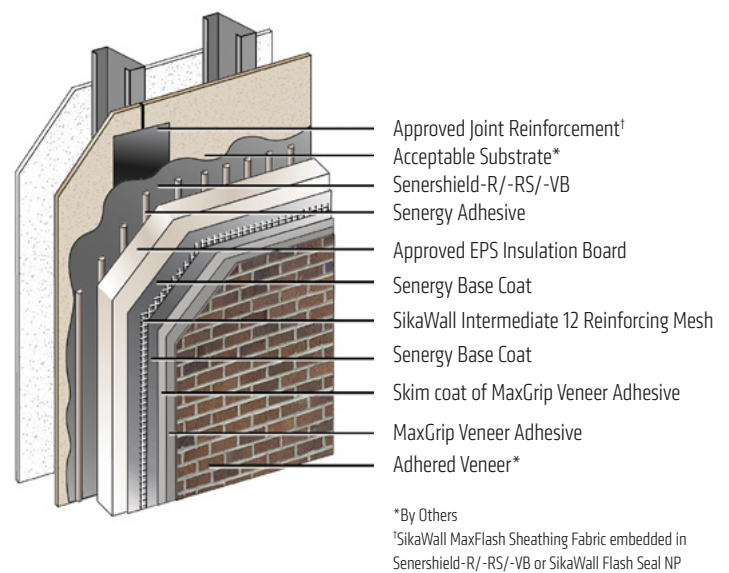 Approved Joint Reinforcement†
Acceptable Substrate*
Senershield-R/-RS/-VB
Senergy Adhesive
Approved EPS Insulation Board
Senergy Base Coat
SikaWall Intermediate 12 Reinforcing Mesh
Senergy Base Coat
Skim coat of MaxGrip Veneer Adhesive
MaxGrip Veneer Adhesive
Adhered Veneer*
*By Others
†SikaWall MaxFlash Sheathing Fabric embedded in
Senershield-R/-RS/-VB or SikaWall Flash Seal NP